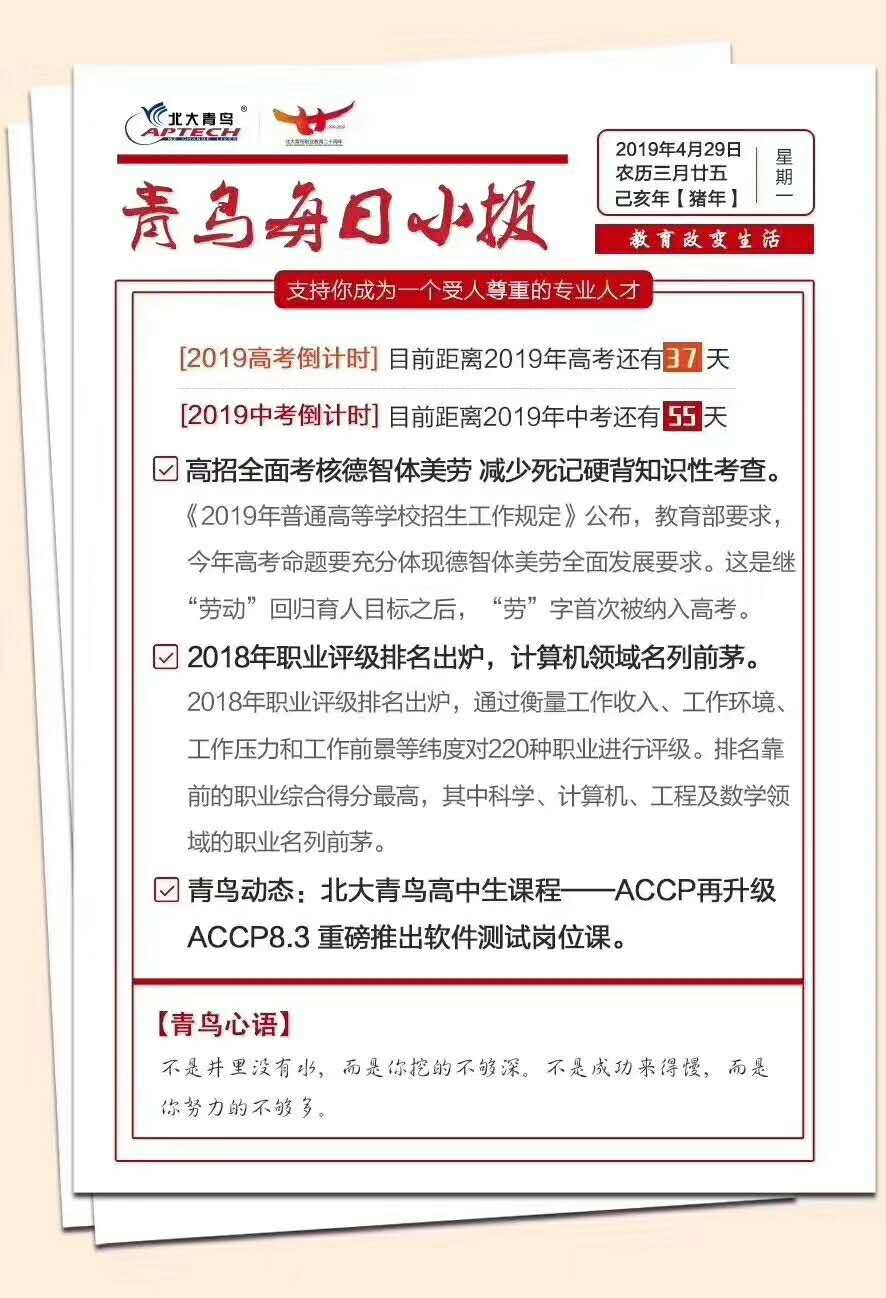 北大青鸟®
APTECH
北大青鸟职业教育二十周年
2019年4月29日
农历三月廿五
己亥年【猪年】
星期一
青鸟每日小报
教育改变生活
支持你成为一个受人尊重的专业人才
[2019高考倒计时] 目前距离2019年高考还有37天
[2019中考倒计时] 目前距离2019年中考还有55天
高招全面考核德智体美劳 减少死记硬背知识性考查。
《2019年普通高等学校招生工作规定》公布，教育部要求，
今年高考命题要充分体现德智体美劳全面发展要求。这是继
“劳动”回归育人目标之后，“劳”字首次被纳入高考。
2018年职业评级排名出炉，计算机领域名列前茅。
2018年职业评级排名出炉，通过衡量工作收入、工作环境、
工作压力和工作前景等纬度对220种职业进行评级。排名靠
前的职业综合得分最高，其中科学、计算机、工程及数学领
域的职业名列前茅。
青鸟动态：北大青鸟高中生课程——ACCP再升级
ACCP8.3 重磅推出软件测试岗位课。
【青鸟心语】
不是井里没有水，而是你挖的不够深。不是成功来得慢，而是
你努力的不够多。